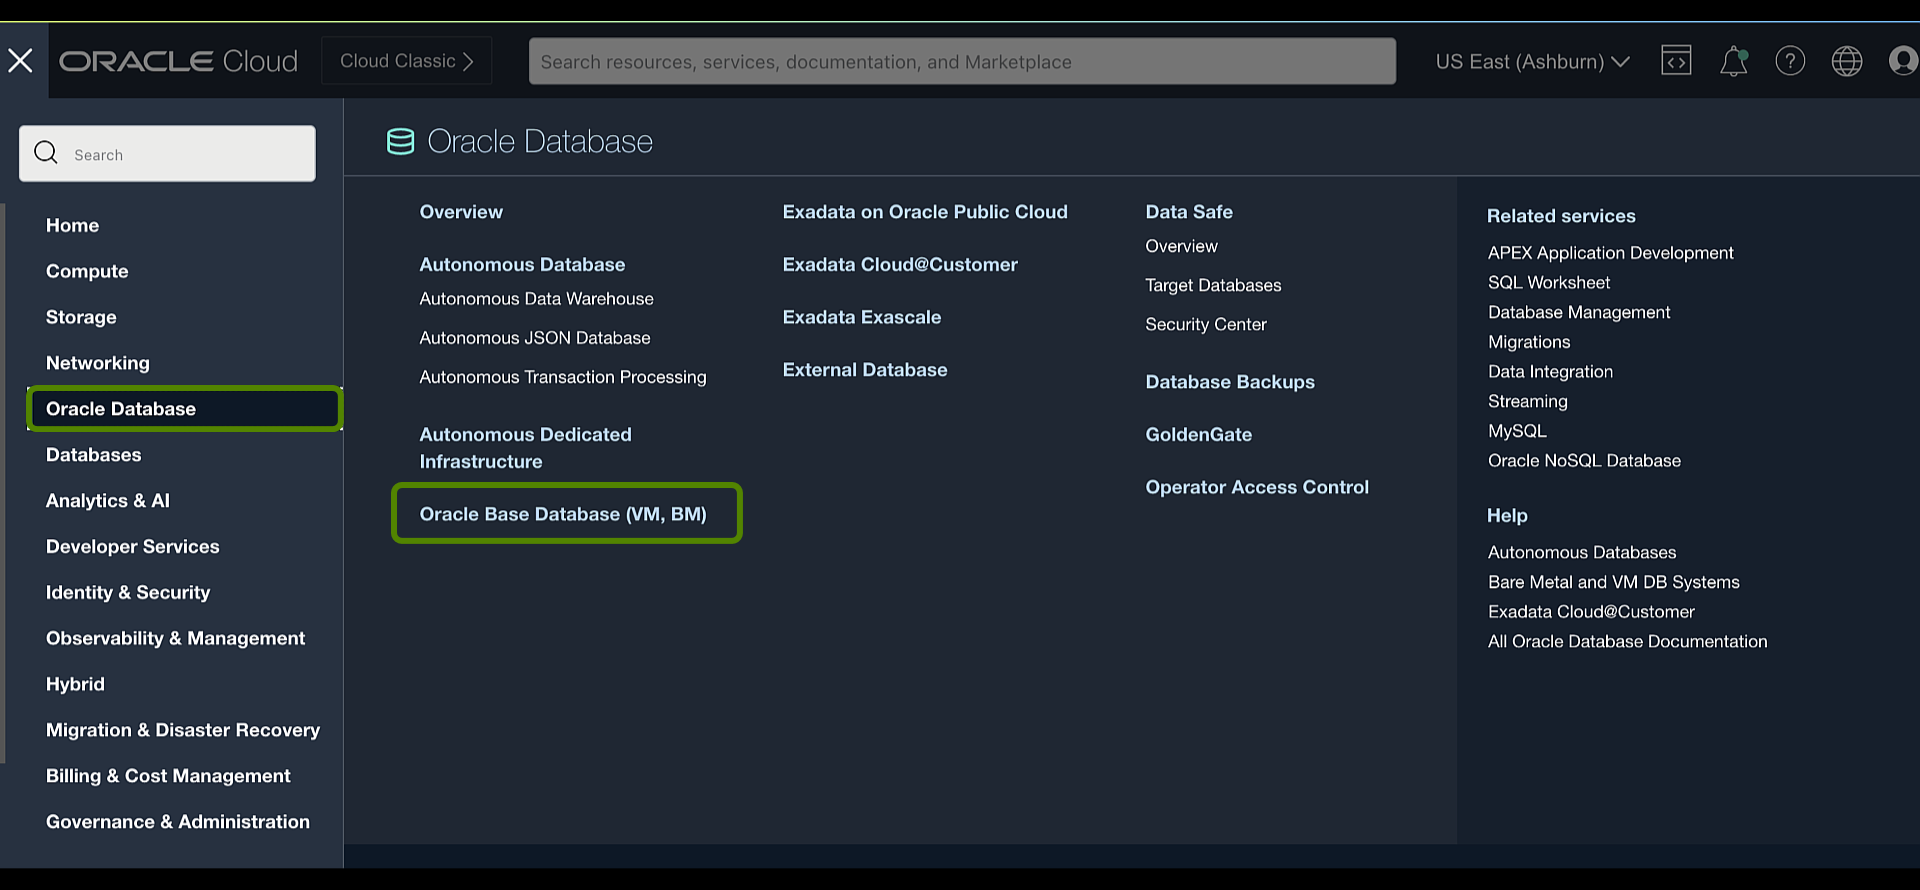 ORACLE Cloud
Cloud Classic
Search resources, services, documentation, and Marketplace
US East (Ashburn)
Search
Home
Compute
Storage
Networking
Oracle Database
Databases
Analytics & AI
Developer Services
Identity & Security
Observability & Management
Hybrid
Migration & Disaster Recovery
Billing & Cost Management
Governance & Administration
Oracle Database
Overview
Autonomous Database
Autonomous Data Warehouse
Autonomous JSON Database
Autonomous Transaction Processing
Autonomous Dedicated
Infrastructure
Oracle Base Database (VM, BM)
Exadata on Oracle Public Cloud
Exadata Cloud@Customer
Exadata Exascale
External Database
Data Safe
Overview
Target Databases
Security Center
Database Backups
GoldenGate
Operator Access Control
Related services
APEX Application Development
SQL Worksheet
Database Management
Migrations
Data Integration
Streaming
MySQL
Oracle NoSQL Database
Help
Autonomous Databases
Bare Metal and VM DB Systems
Exadata Cloud@Customer
All Oracle Database Documentation